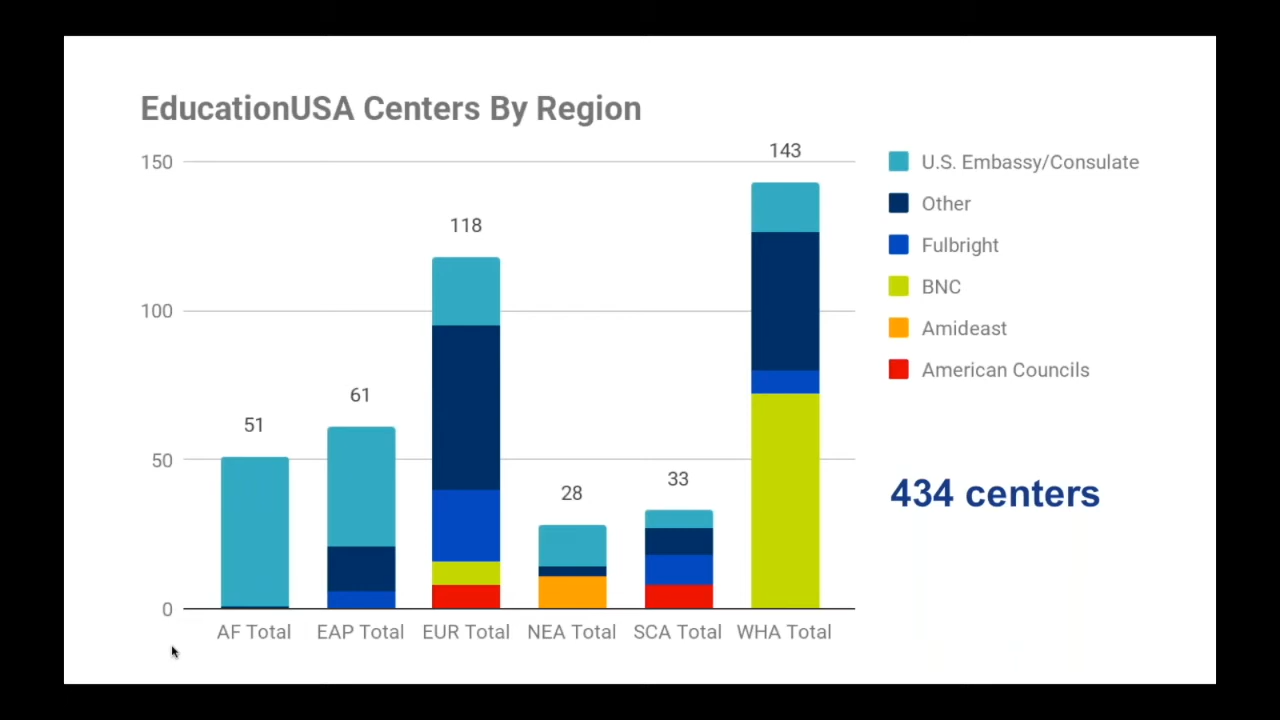 EducationUSA Centers By Region
150
100
50
0
51
61
118
28
33
143
AF Total
EAP Total
EUR Total
NEA Total
SCA Total
WHA Total
U.S. Embassy/Consulate
Other
Fulbright
BNC
Amideast
American Councils
434 centers